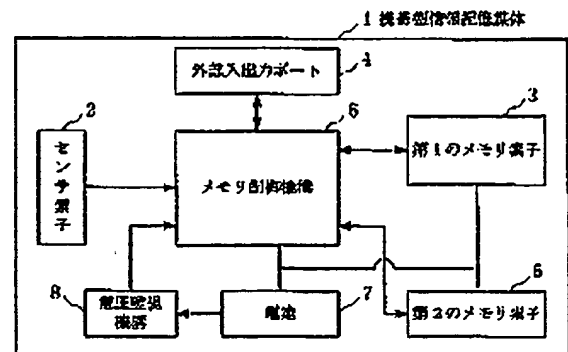 1 携帯型情報記憶媒体
外部入出力ポート
4
2
センサ素子
6
メモリ制御機構
3
第1のメモリ素子
8
電圧監視
機構
電池
7
5
第2のメモリ素子